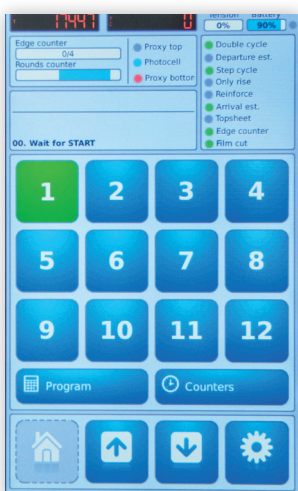 17441 0 Tension Battery
0% 90%
Edge counter
0/4
Rounds counter
Proxy top
Photocell
Proxy bottom
Double cycle
Departure est.
Step cycle
Only rise
Reinforce
Arrival est.
Topsheet
Edge counter
Film cut
00. Wait for START
1 2 3 4
5 6 7 8
9 10 11 12
Program Counters